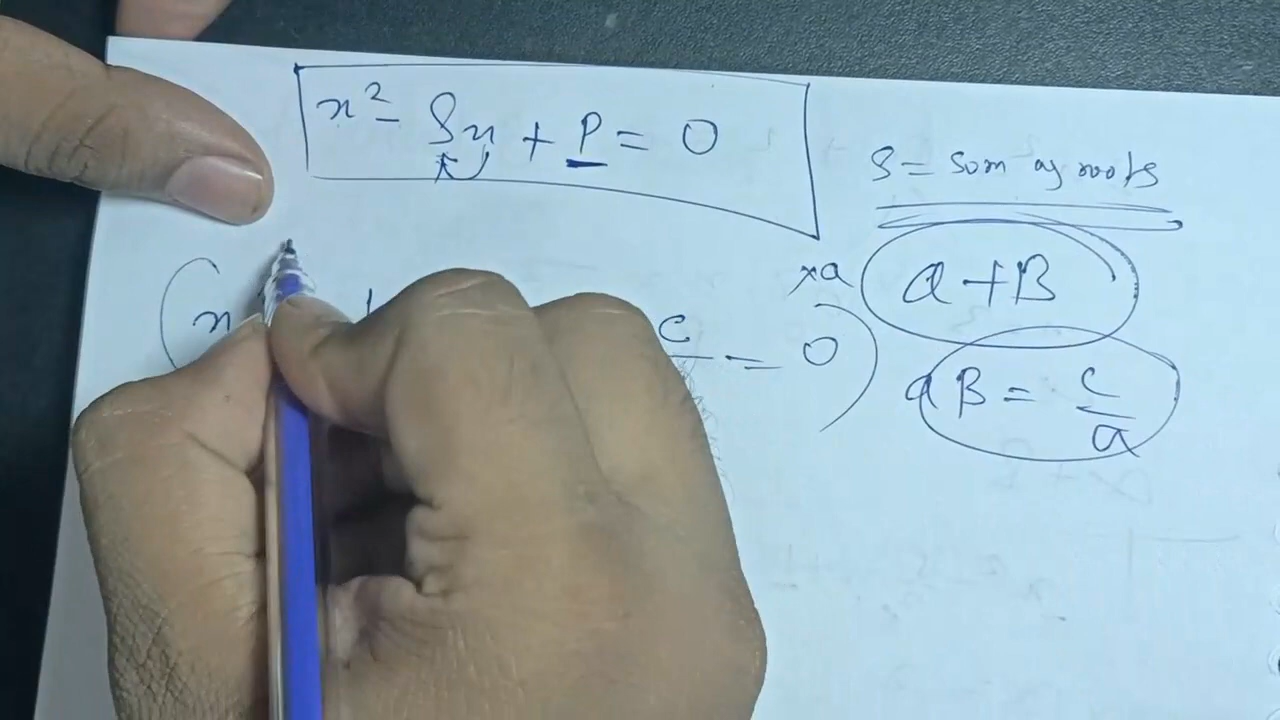 x² - Sx + P = 0
S = Sum of roots
α + β
×a
x
c = 0
αβ = c/a